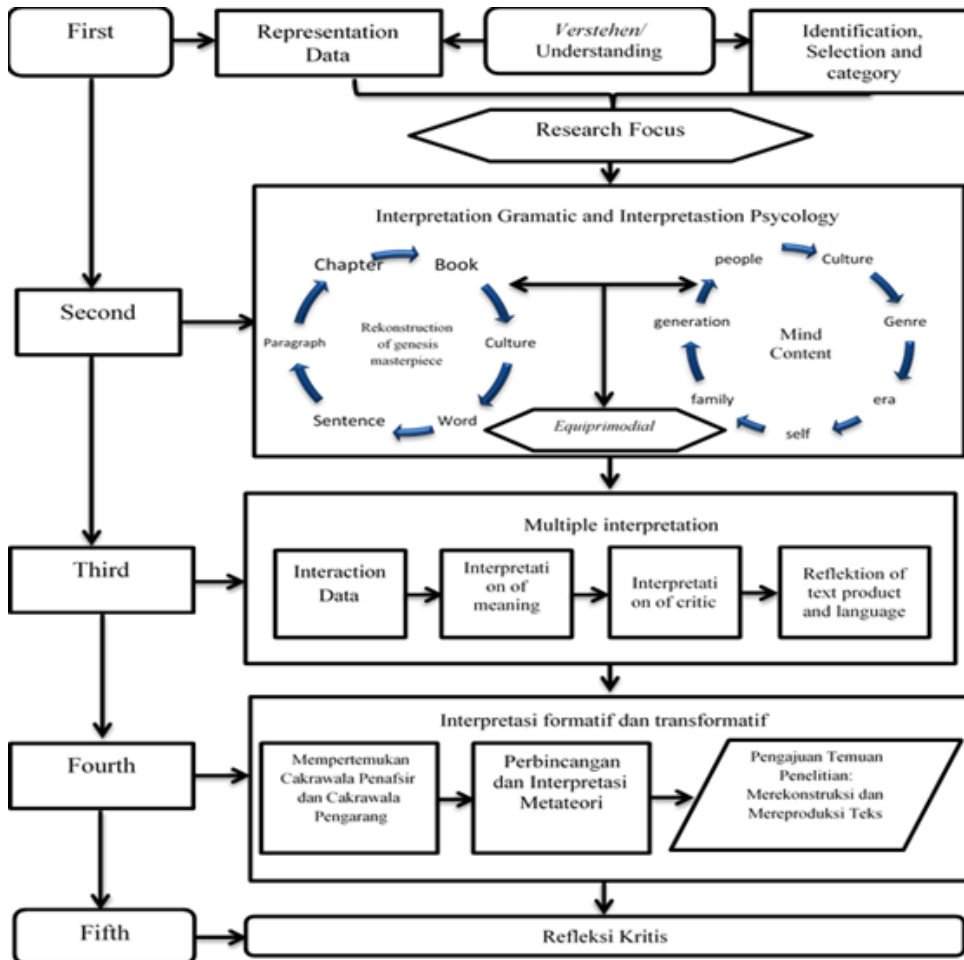 First
Representation
Data
Verstehen/
Understanding
Identification,
Selection and
category
Research Focus
Interpretation Gramatic and Interpretastion Psycology
Chapter
Book
Culture
Word
Sentence
Paragraph
Rekonstruction
of genesis
masterpiece
people
Culture
Genre
era
self
family
generation
Mind
Content
Equiprimodial
Second
Multiple interpretation
Third
Interaction
Data
Interpretati
on of
meaning
Interpretati
on of critic
Reflektion of
text product
and language
Interpretasi formatif dan transformatif
Fourth
Mempertemukan
Cakrawala Penafsir
dan Cakrawala
Pengarang
Perbincangan
dan Interpretasi
Metateori
Pengajuan Temuan
Penelitian:
Merekonstruksi dan
Mereproduksi Teks
Fifth
Refleksi Kritis